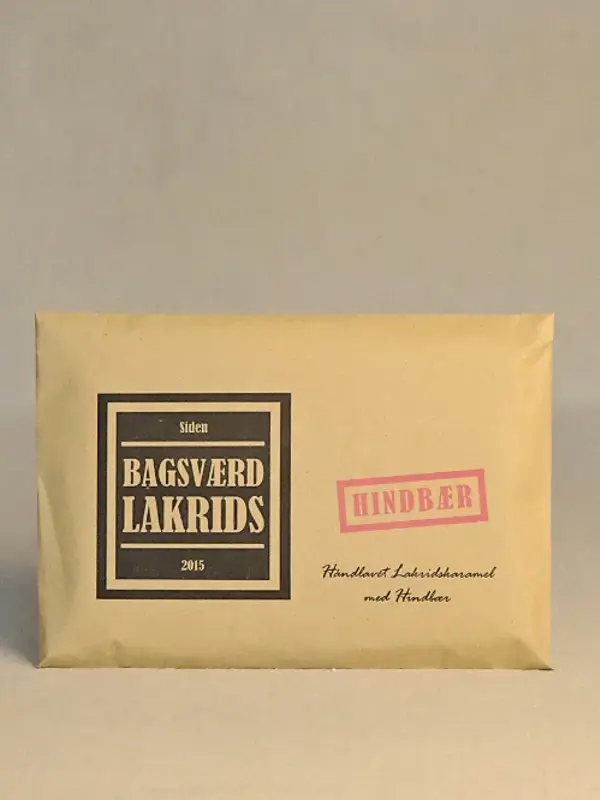 Siden
BAGSVÆRD
LAKRIDS
2015
HINDBÆR
Håndlavet Lakridskaramel
med Hindbær